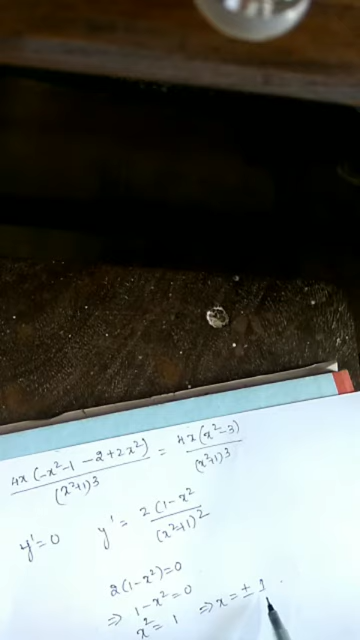 4x(-x²-1-2+2x²)/(x²+1)³ = 4x(x²-3)/(x²+1)³
y'=0 y' = 2(1-x²/(x²+1)²
2(1-x²)=0
⇒ 1-x²=0
x²=1 ⇒ x=±1